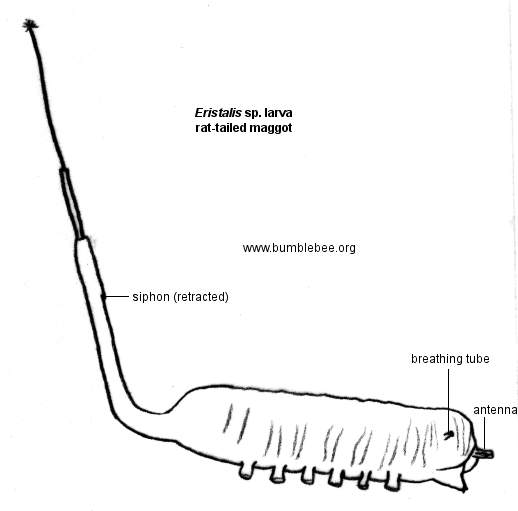 Eristalis sp. larva
rat-tailed maggot
www.bumblebee.org
siphon (retracted)
breathing tube
antenna